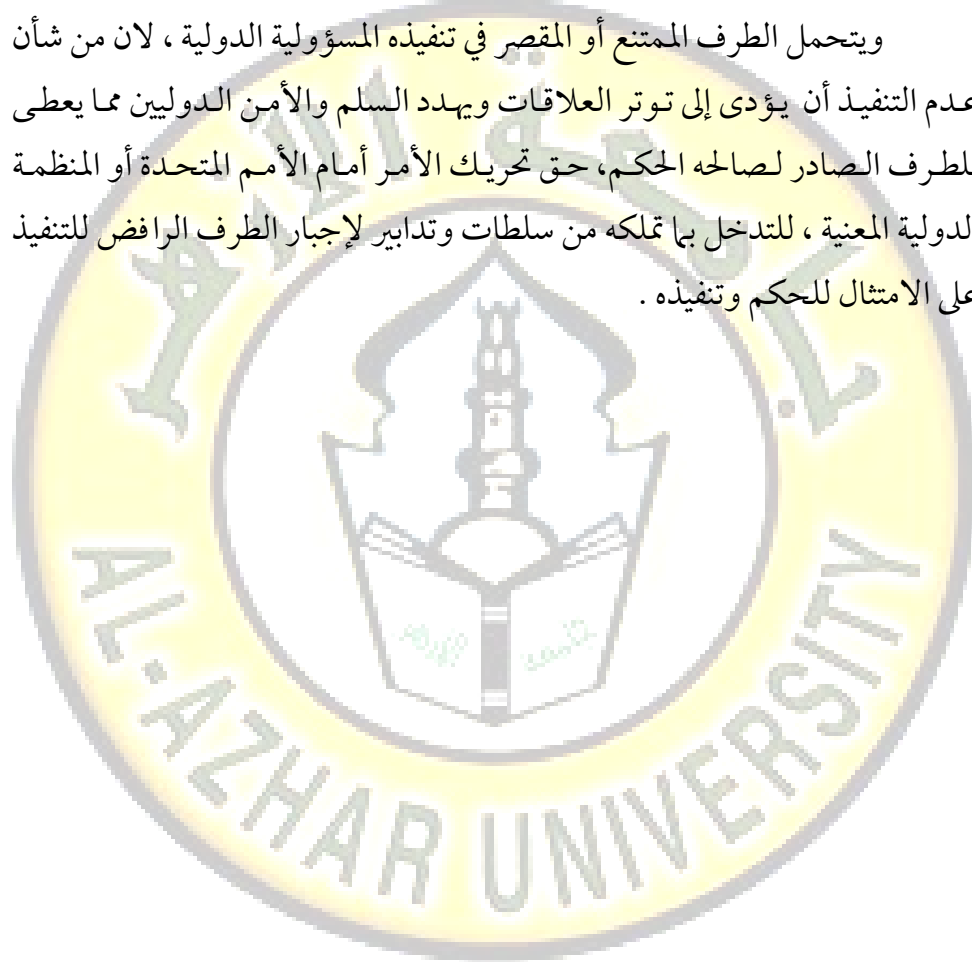 ويتحمل الطرف الممتنع أو المقصر في تنفيذه المسؤولية الدولية ، لان من شأن
عدم التنفيذ أن يؤدى إلى توتر العلاقات ويهدد السلم والأمن الدوليين مما يعطى
للطرف الصادر لصالحه الحكم، حق تحريك الأمر أمام الأمم المتحدة أو المنظمة
الدولية المعنية ، للتدخل بما تملكه من سلطات وتدابير لإجبار الطرف الرافض للتنفيذ
على الامتثال للحكم وتنفيذه .
جامعة الأزهر
AL-AZHAR UNIVERSITY